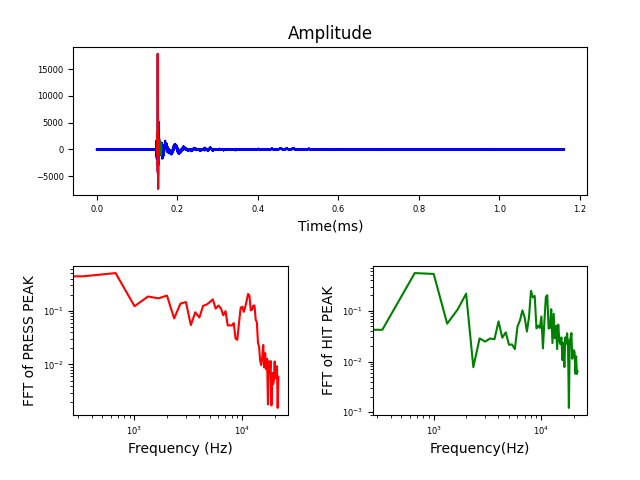 Amplitude
15000
10000
5000
0
−5000
0.0 0.2 0.4 0.6 0.8 1.0 1.2
Time(ms)
FFT of PRESS PEAK
10⁻¹
10⁻²
10³ 10⁴
Frequency (Hz)
FFT of HIT PEAK
10⁻¹
10⁻²
10⁻³
10³ 10⁴
Frequency(Hz)